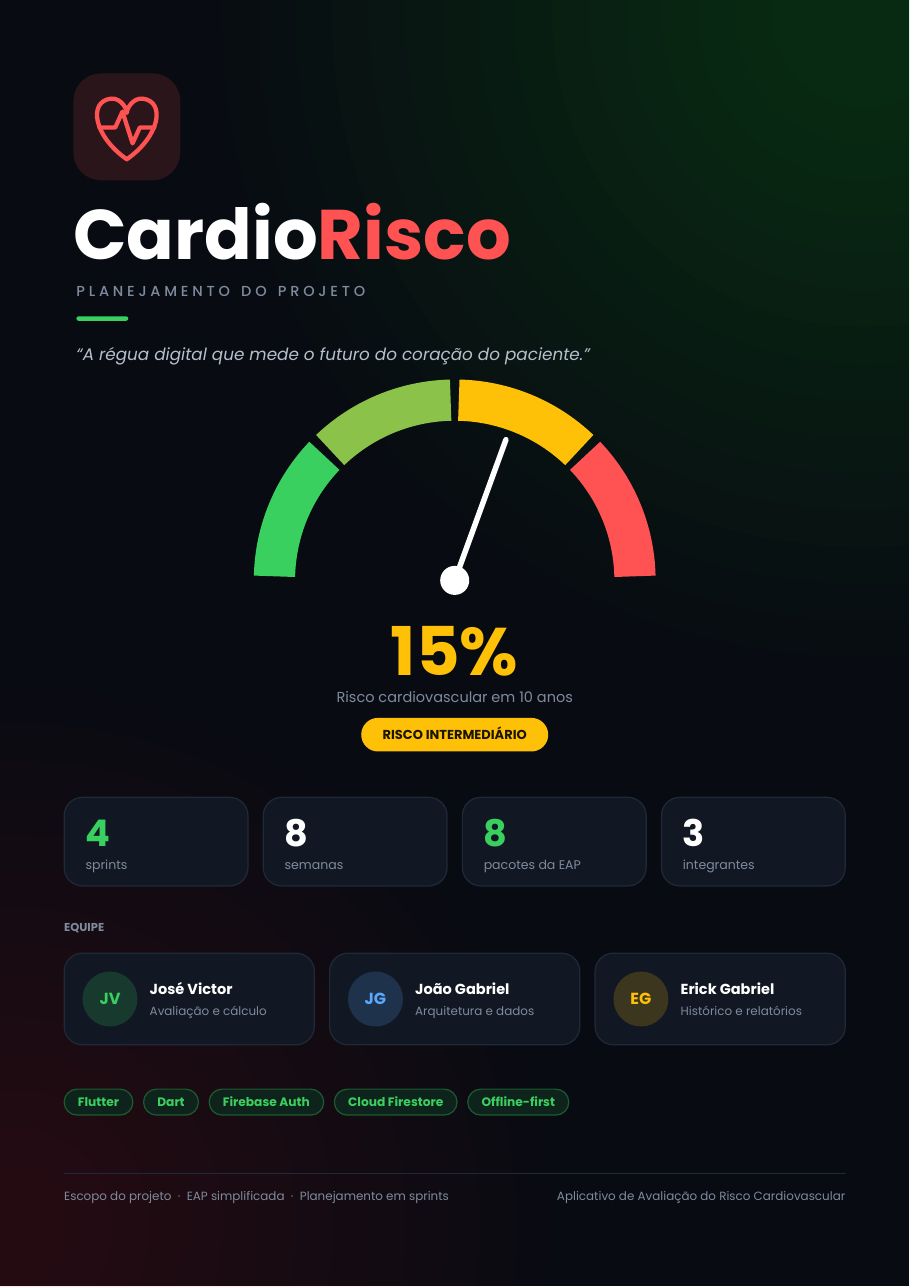 CardioRisco
PLANEJAMENTO DO PROJETO
“A régua digital que mede o futuro do coração do paciente.”
15%
Risco cardiovascular em 10 anos
RISCO INTERMEDIÁRIO
4
sprints
8
semanas
8
pacotes da EAP
3
integrantes
EQUIPE
JV
José Victor
Avaliação e cálculo
JG
João Gabriel
Arquitetura e dados
EG
Erick Gabriel
Histórico e relatórios
Flutter
Dart
Firebase Auth
Cloud Firestore
Offline-first
Escopo do projeto · EAP simplificada · Planejamento em sprints
Aplicativo de Avaliação do Risco Cardiovascular